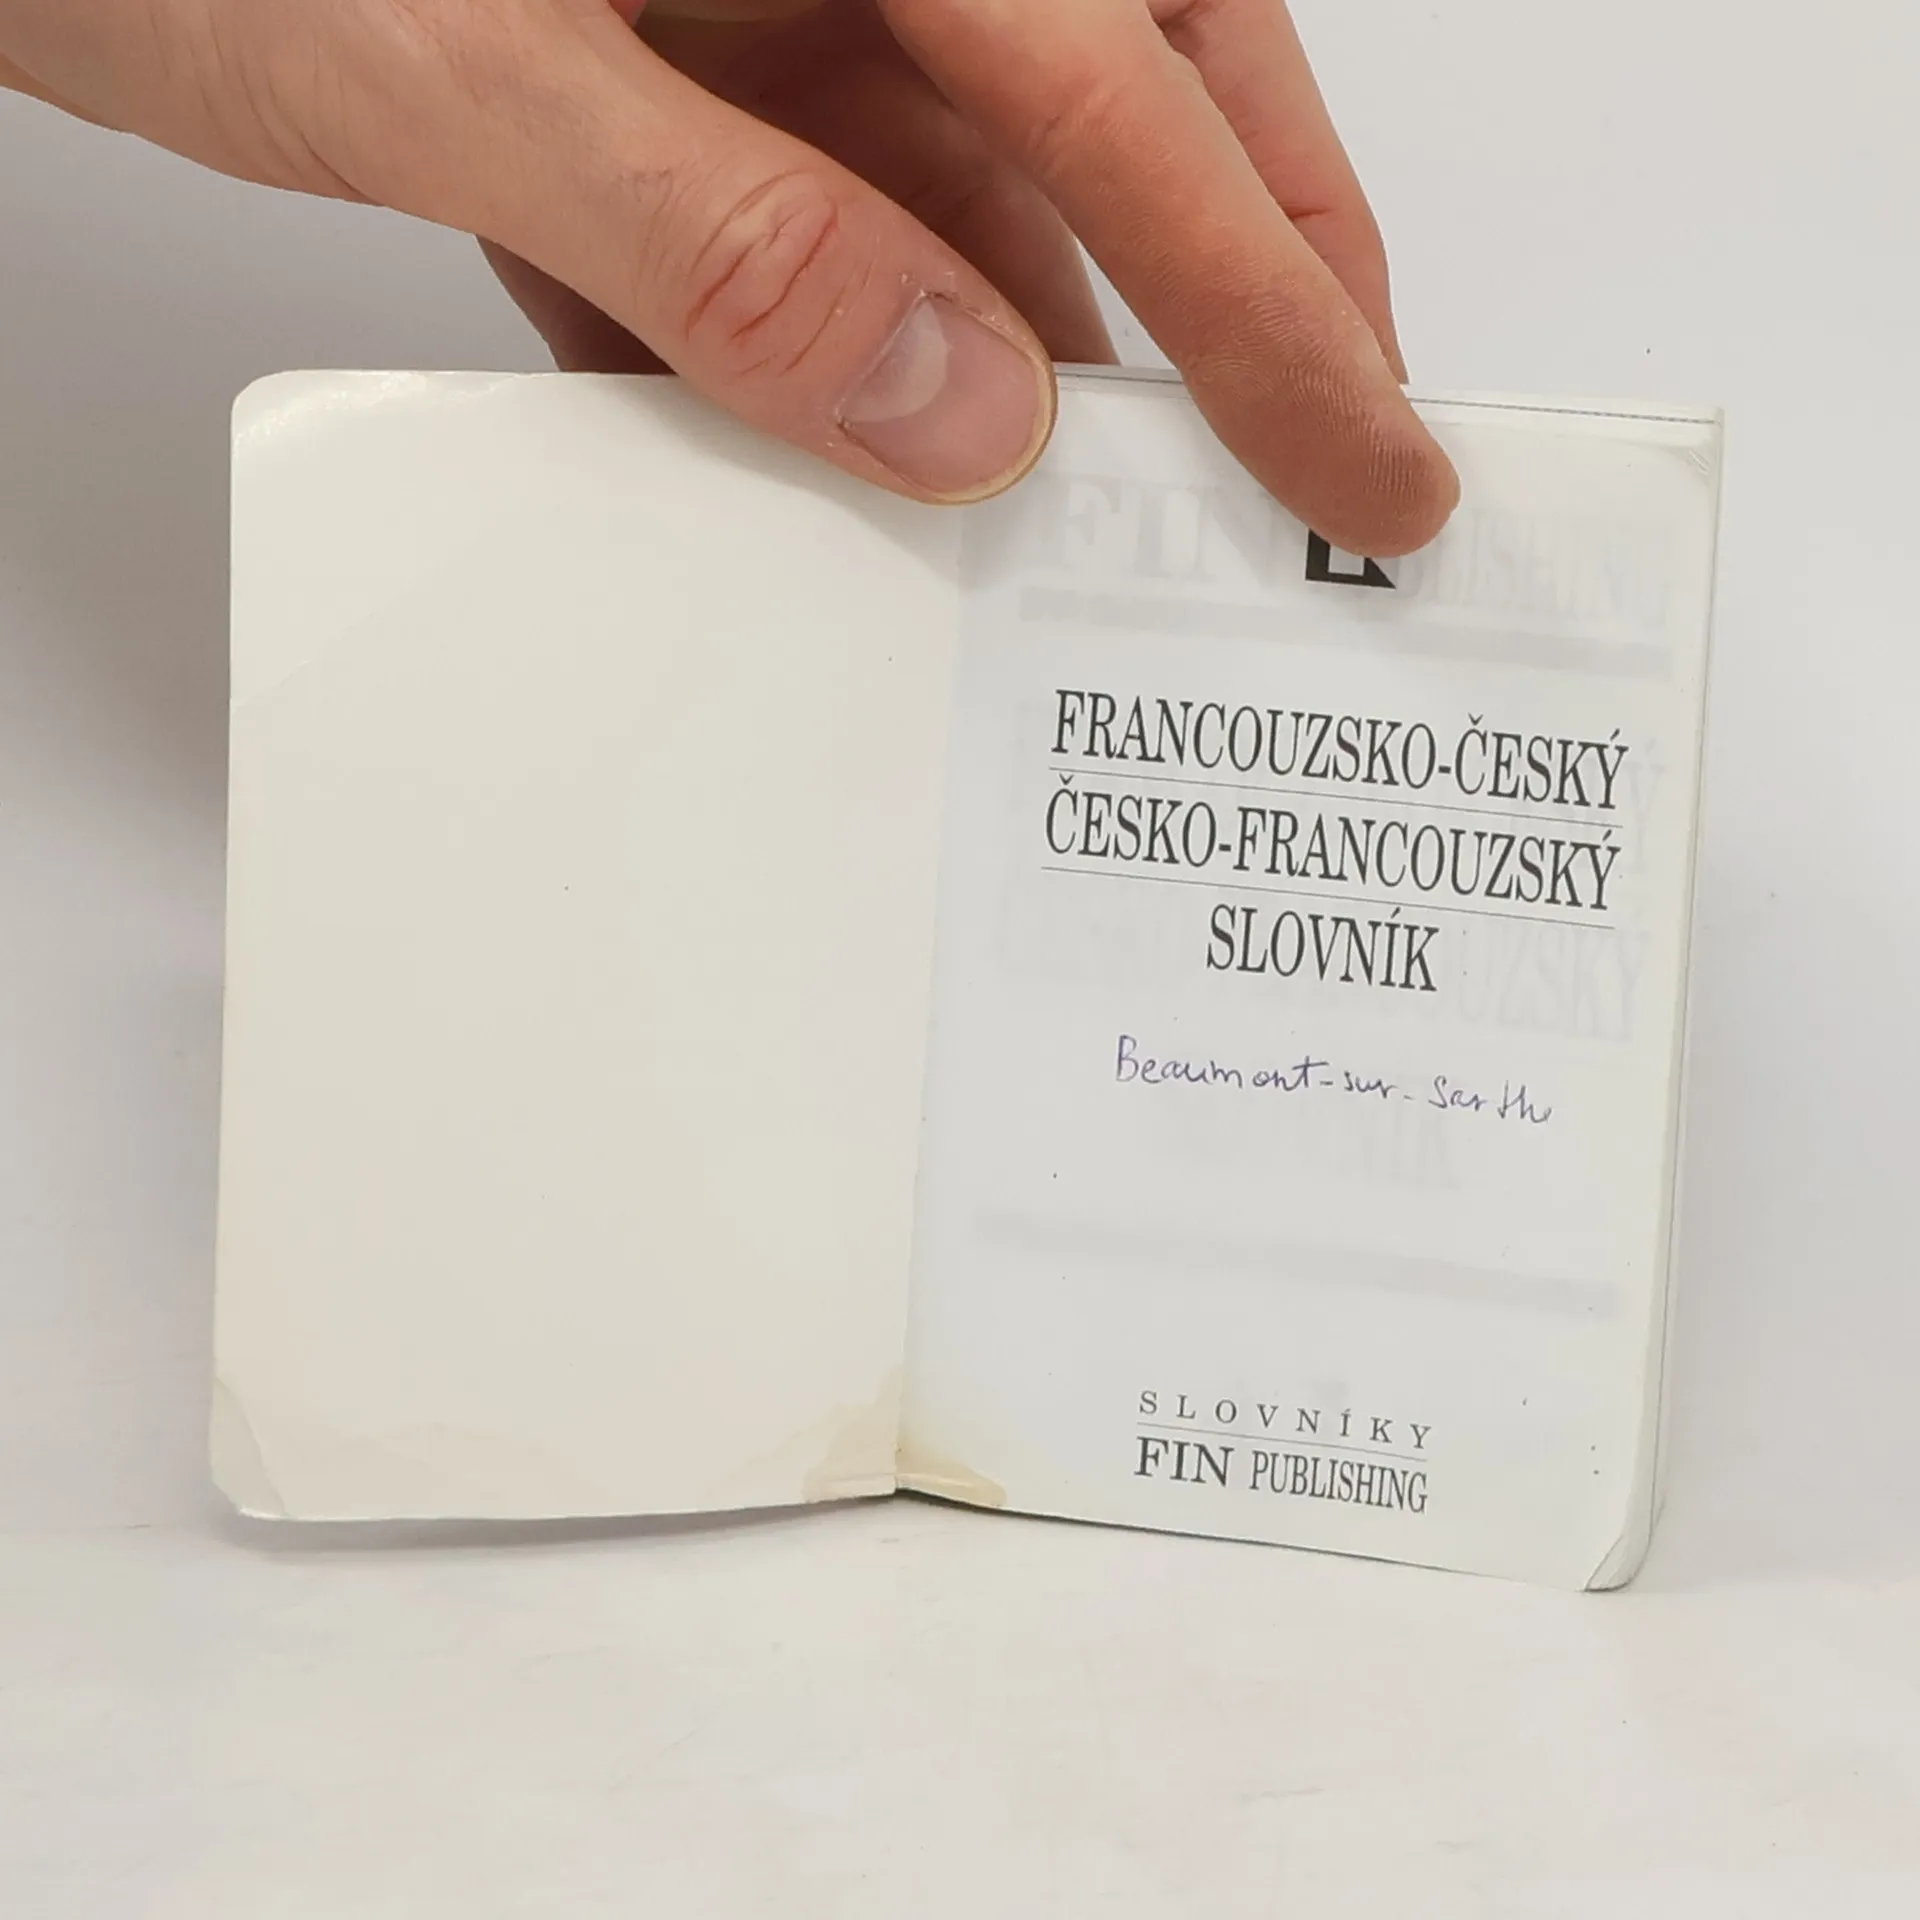 FRANCOUZSKO-ČESKÝ
ČESKO-FRANCOUZSKÝ
SLOVNÍK
Beaumont-sur-Sarthe
SLOVNÍKY
FIN PUBLISHING